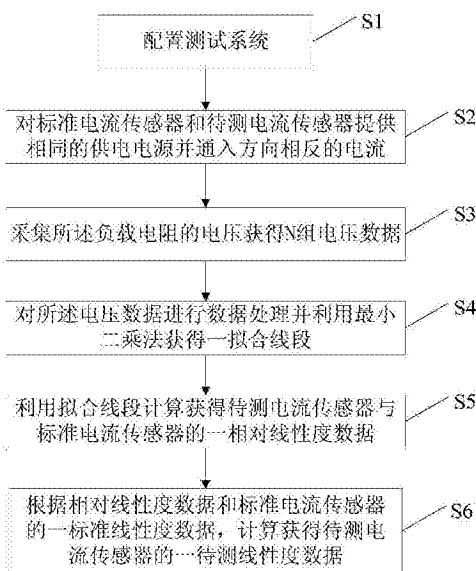 配置测试系统
S1
对标准电流传感器和待测电流传感器提供
相同的供电电源并通入方向相反的电流
S2
采集所述负载电阻的电压获得N组电压数据
S3
对所述电压数据进行数据处理并利用最小
二乘法获得一拟合线段
S4
利用拟合线段计算获得待测电流传感器与
标准电流传感器的一相对线性度数据
S5
根据相对线性度数据和标准电流传感器
的一标准线性度数据，计算获得待测电
流传感器的一待测线性度数据
S6